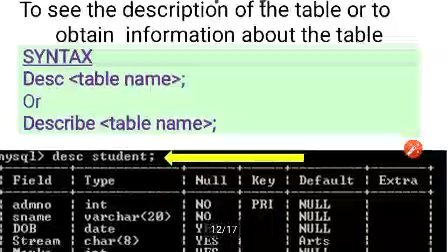 To see the description of the table or to
obtain information about the table
SYNTAX
Desc <table name>;
Or
Describe <table name>;
mysql> desc student;
Field | Type | Null | Key | Default | Extra
admno | int | NO | PRI | NULL
sname | varchar(20) | NO | | NULL
12/17
DOB | date | | | NULL
Stream | char(8) | YES | | Arts